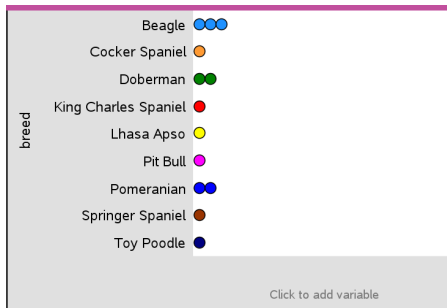 breed
Beagle
Cocker Spaniel
Doberman
King Charles Spaniel
Lhasa Apso
Pit Bull
Pomeranian
Springer Spaniel
Toy Poodle
Click to add variable